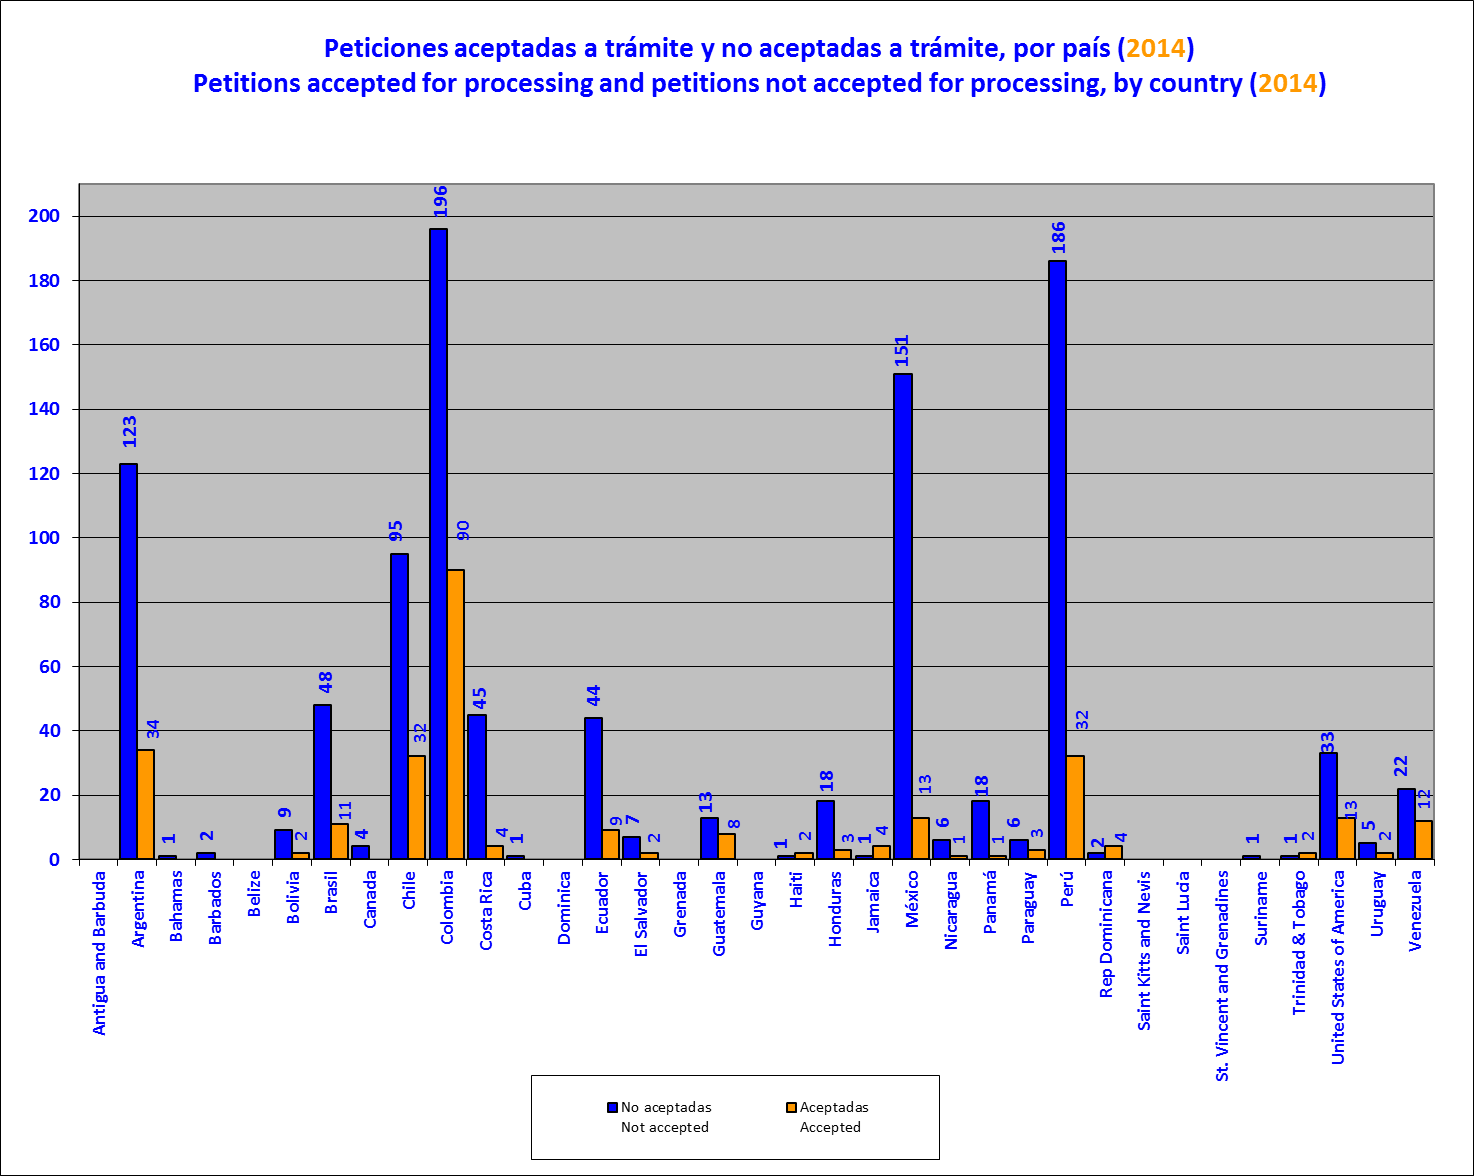 Peticiones aceptadas a trámite y no aceptadas a trámite, por país (2014)
Petitions accepted for processing and petitions not accepted for processing, by country (2014)
200
180
160
140
120
100
80
60
40
20
0
123
34
1
2
9
2
48
11
4
95
32
196
90
45
4
1
44
9
7
2
13
8
1
2
18
3
1
4
151
13
6
1
18
1
6
3
186
32
2
4
1
1
2
33
13
5
2
22
12
Antigua and Barbuda
Argentina
Bahamas
Barbados
Belize
Bolivia
Brasil
Canada
Chile
Colombia
Costa Rica
Cuba
Dominica
Ecuador
El Salvador
Grenada
Guatemala
Guyana
Haití
Honduras
Jamaica
México
Nicaragua
Panamá
Paraguay
Perú
Rep Dominicana
Saint Kitts and Nevis
Saint Lucía
St. Vincent and Grenadines
Suriname
Trinidad & Tobago
United States of America
Uruguay
Venezuela
No aceptadas
Not accepted
Aceptadas
Accepted